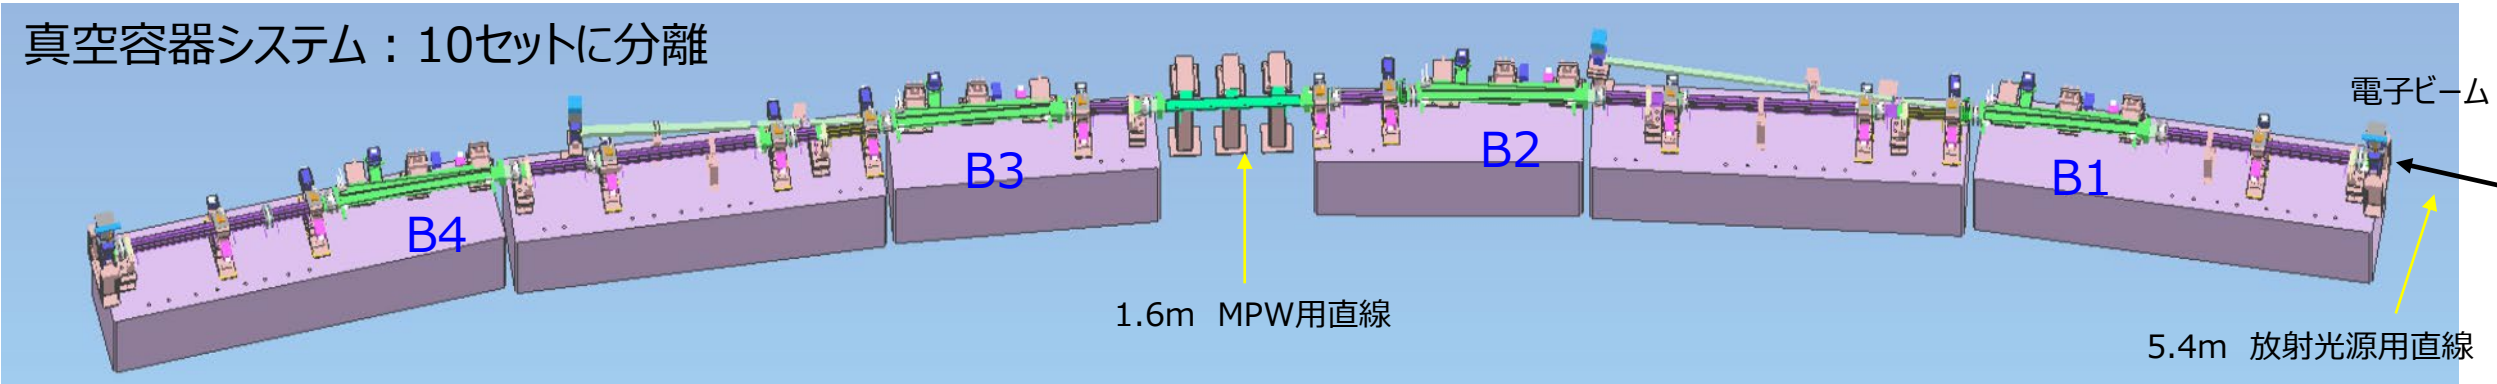 真空容器システム：10セットに分離
電子ビーム
B4
B3
B2
B1
1.6m MPW用直線
5.4m 放射光源用直線